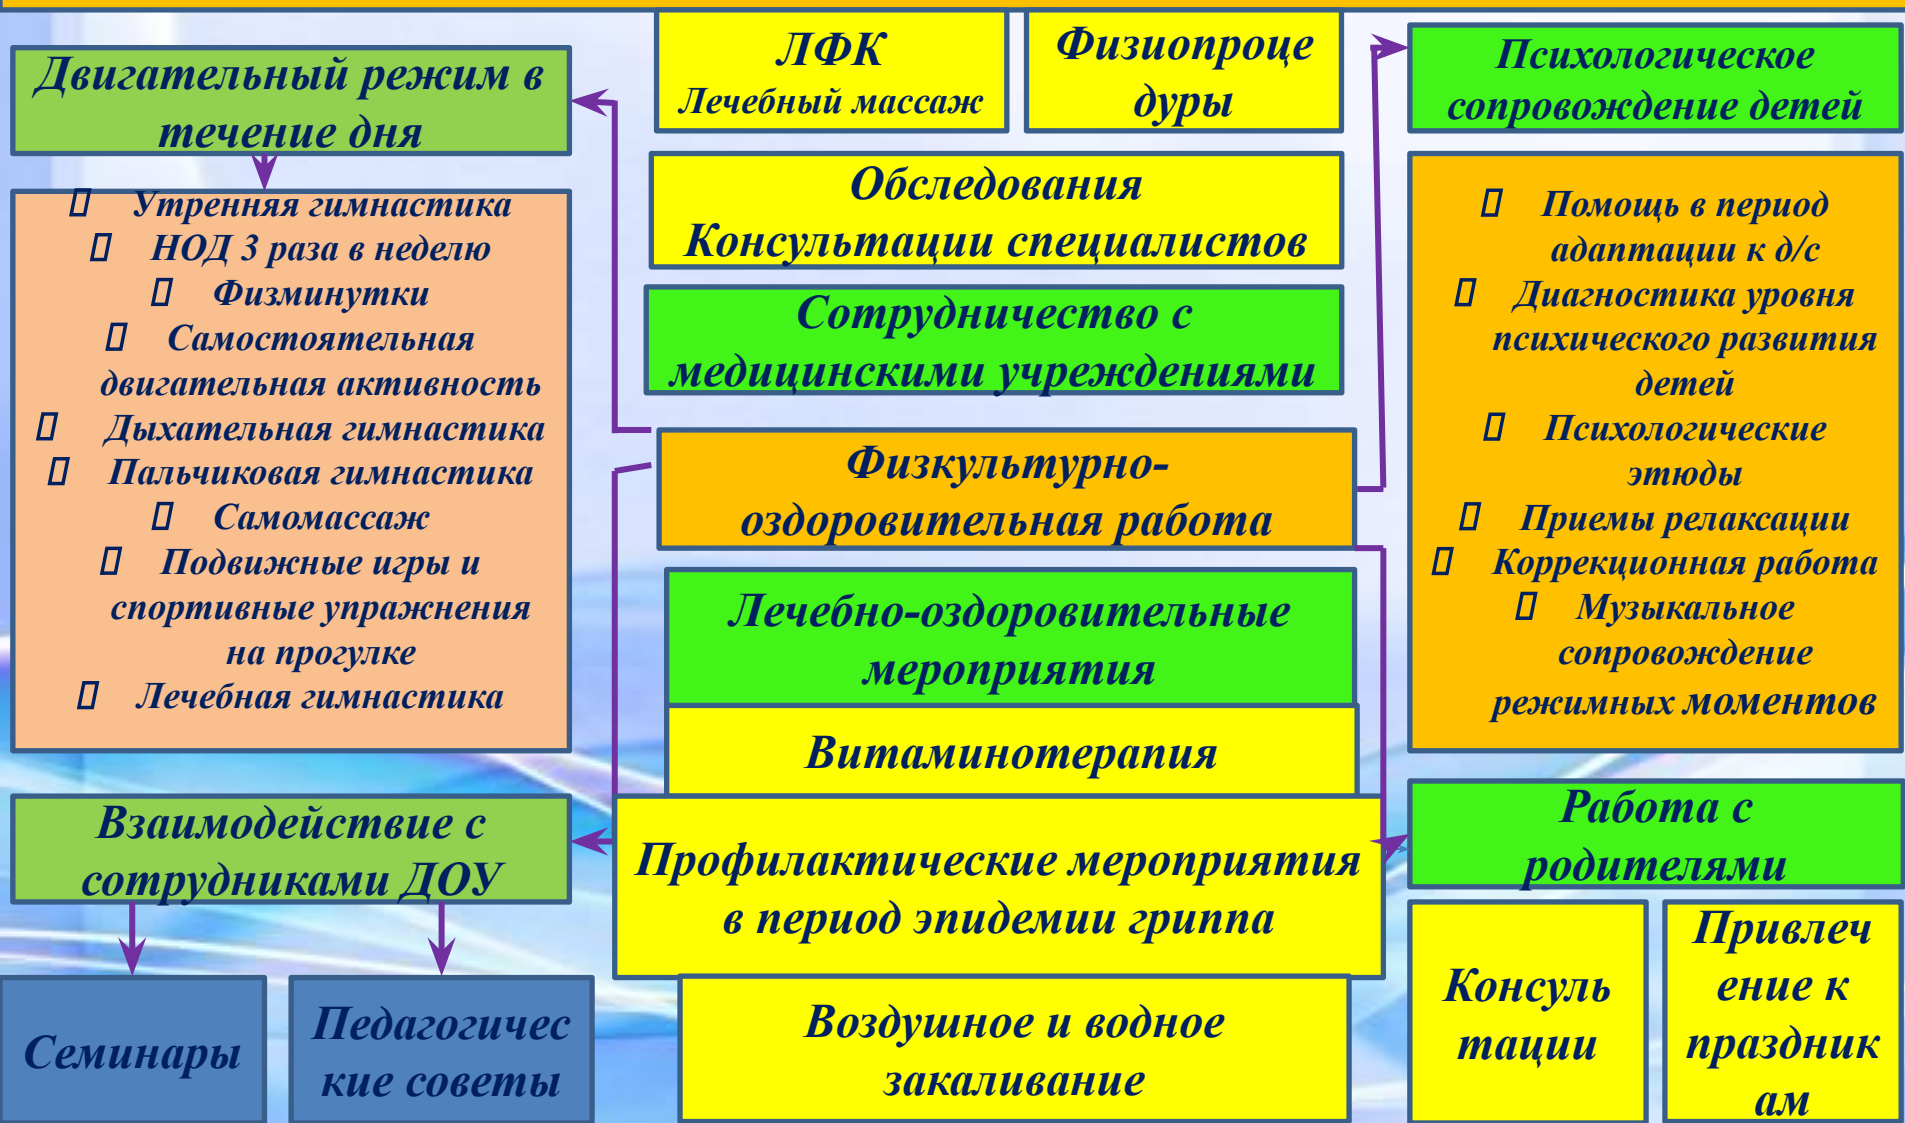 Двигательный режим в
течение дня
Утренняя гимнастика
НОД 3 раза в неделю
Физминутки
Самостоятельная
двигательная активность
Дыхательная гимнастика
Пальчиковая гимнастика
Самомассаж
Подвижные игры и
спортивные упражнения
на прогулке
Лечебная гимнастика
Взаимодействие с
сотрудниками ДОУ
Семинары
Педагогичес
кие советы
ЛФК
Лечебный массаж
Физиопроце
дуры
Обследования
Консультации специалистов
Сотрудничество с
медицинскими учреждениями
Физкультурно-
оздоровительная работа
Лечебно-оздоровительные
мероприятия
Витаминотерапия
Профилактические мероприятия
в период эпидемии гриппа
Воздушное и водное
закаливание
Психологическое
сопровождение детей
Помощь в период
адаптации к д/с
Диагностика уровня
психического развития
детей
Психологические
этюды
Приемы релаксации
Коррекционная работа
Музыкальное
сопровождение
режимных моментов
Работа с
родителями
Консуль
тации
Привлеч
ение к
праздник
ам